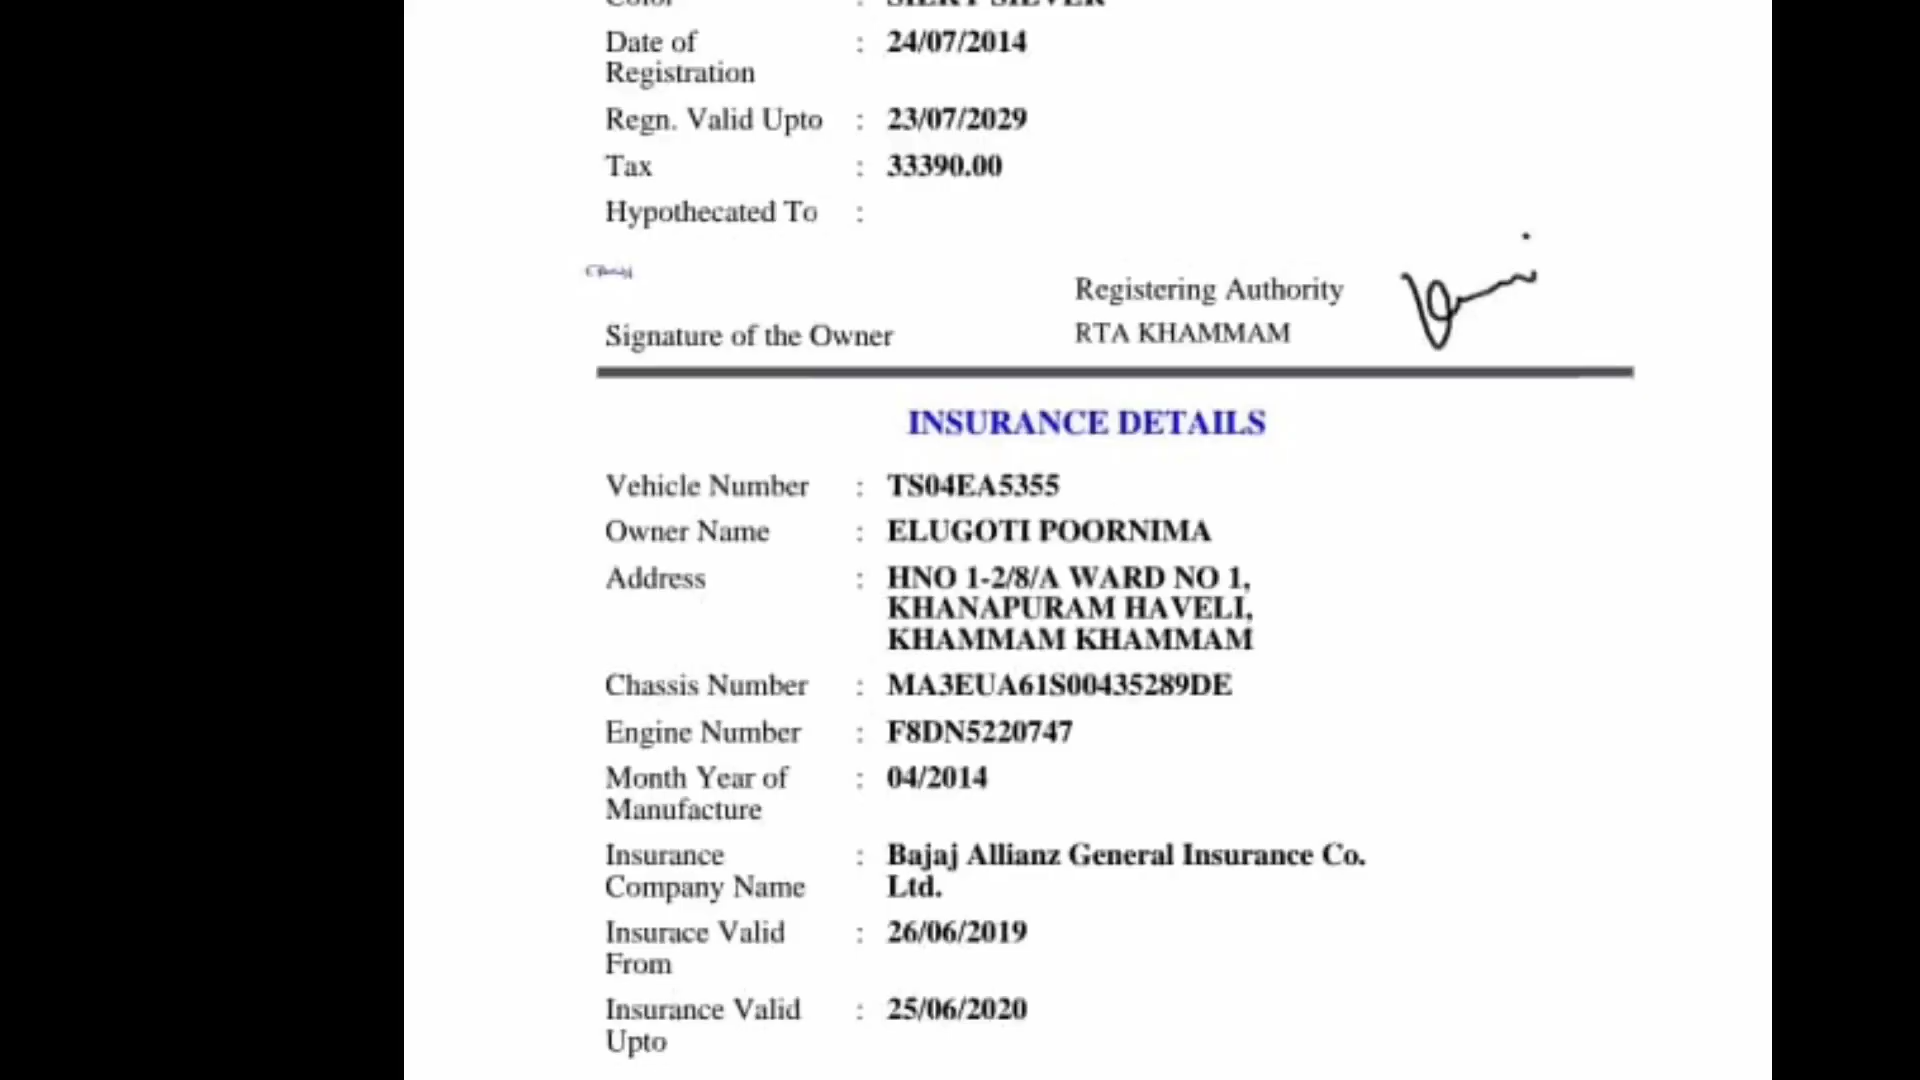 Color : SILKY SILVER
Date of : 24/07/2014
Registration
Regn. Valid Upto : 23/07/2029
Tax : 33390.00
Hypothecated To :
Registering Authority
Signature of the Owner RTA KHAMMAM
INSURANCE DETAILS
Vehicle Number : TS04EA5355
Owner Name : ELUGOTI POORNIMA
Address : HNO 1-2/8/A WARD NO 1,
KHANAPURAM HAVELI,
KHAMMAM KHAMMAM
Chassis Number : MA3EUA61S00435289DE
Engine Number : F8DN5220747
Month Year of : 04/2014
Manufacture
Insurance : Bajaj Allianz General Insurance Co.
Company Name Ltd.
Insurace Valid : 26/06/2019
From
Insurance Valid : 25/06/2020
Upto